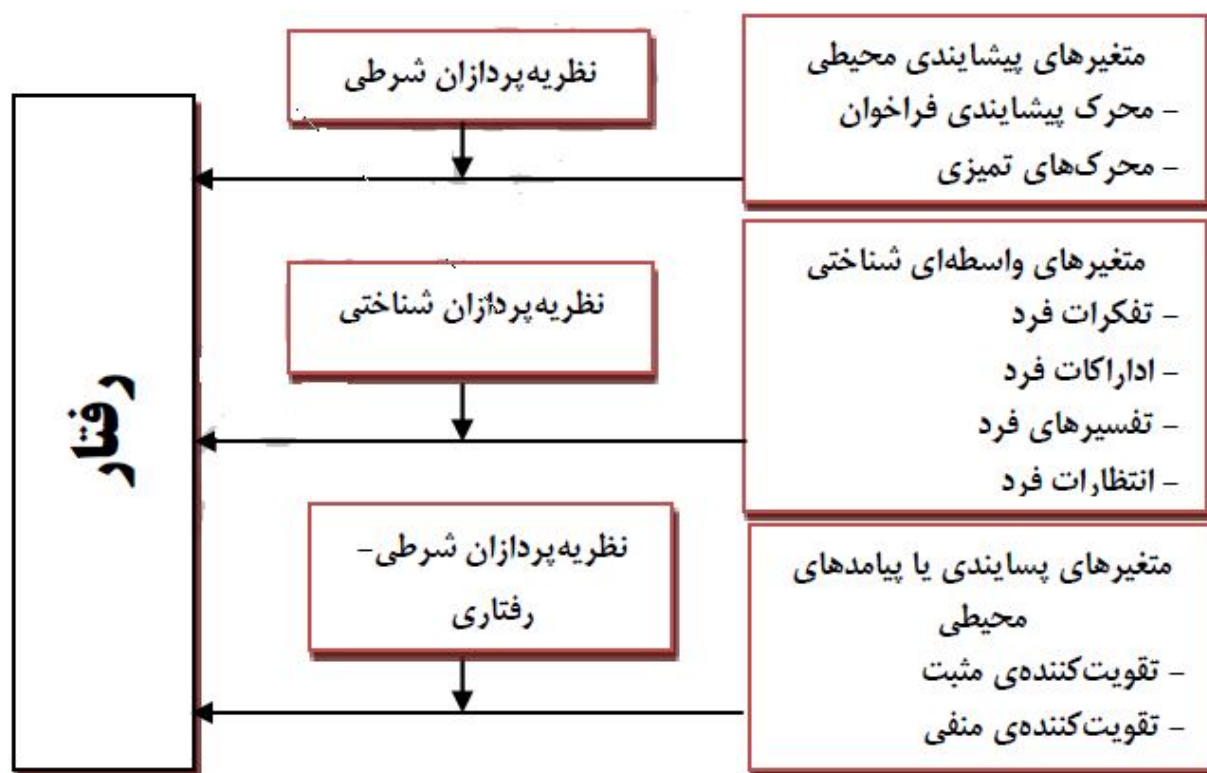 متغیرهای پیشایندی محیطی
- محرک پیشایندی فراخوان
- محرک‌های تمیزی
نظریه‌پردازان شرطی
متغیرهای واسطه‌ای شناختی
- تفکرات فرد
- اداراکات فرد
- تفسیرهای فرد
- انتظارات فرد
نظریه‌پردازان شناختی
متغیرهای پسایندی یا پیامدهای
محیطی
- تقویت‌کننده‌ی مثبت
- تقویت‌کننده‌ی منفی
نظریه‌پردازان شرطی-
رفتاری
رفتار